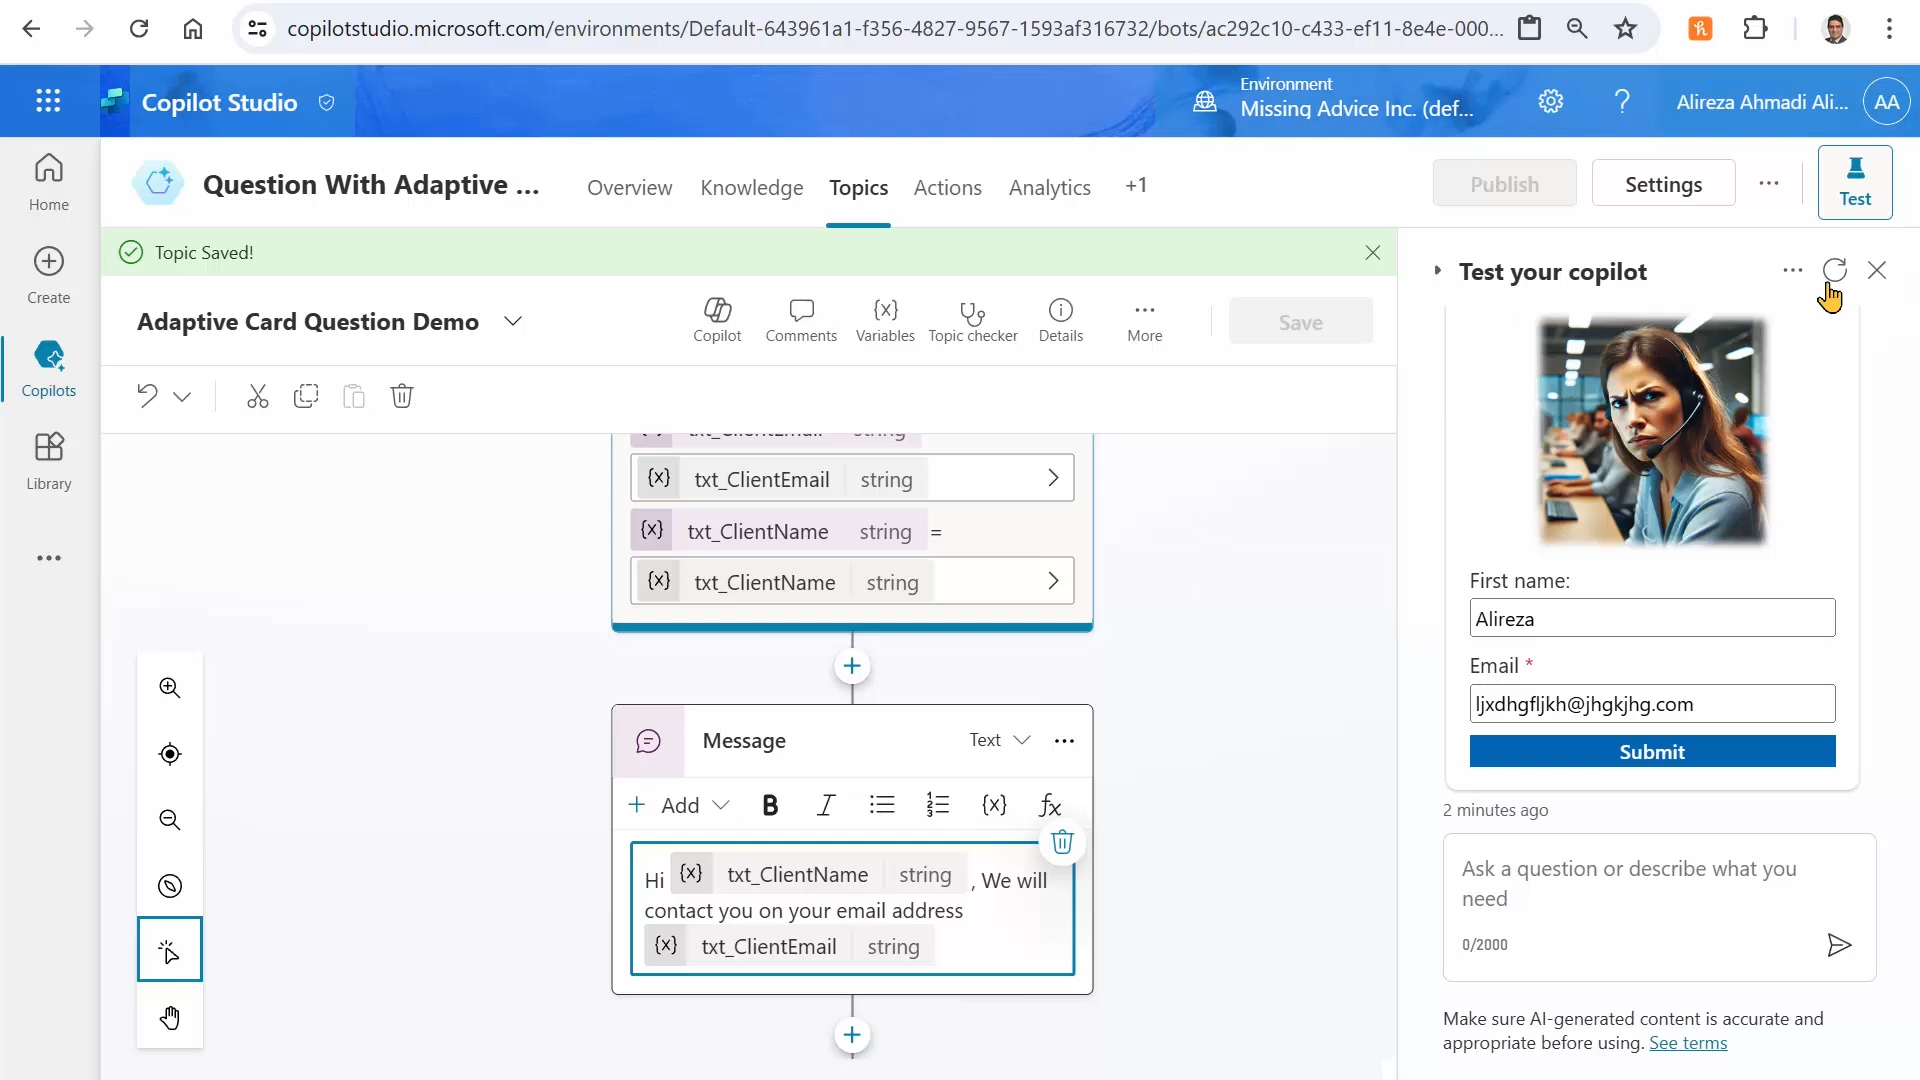 copilotstudio.microsoft.com/environments/Default-643961a1-f356-4827-9567-1593af316732/bots/ac292c10-c433-ef11-8e4e-000...
Copilot Studio
Environment
Missing Advice Inc. (def...
Alireza Ahmadi Ali...
AA
Home
Create
Copilots
Library
Question With Adaptive ...
Overview
Knowledge
Topics
Actions
Analytics
+1
Publish
Settings
Test
Topic Saved!
Adaptive Card Question Demo
Copilot
Comments
Variables
Topic checker
Details
More
Save
{x} txt_ClientEmail string
{x} txt_ClientEmail string
{x} txt_ClientName string =
{x} txt_ClientName string
Message
Text
Add
B
I
{x}
fx
Hi {x} txt_ClientName string , We will
contact you on your email address
{x} txt_ClientEmail string
Test your copilot
First name:
Alireza
Email *
ljxdhgfljkh@jhgkjhg.com
Submit
2 minutes ago
Ask a question or describe what you
need
0/2000
Make sure AI-generated content is accurate and
appropriate before using. See terms